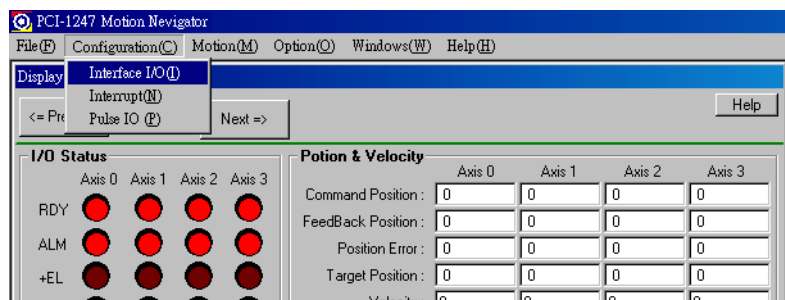 PCI-1247 Motion Nevigator
File(F) Configuration(C) Motion(M) Option(O) Windows(W) Help(H)
Display
Interface I/O(I)
Interrupt(N)
Pulse IO (P)
<= Pre
Next =>
Help
I/O Status
Axis 0 Axis 1 Axis 2 Axis 3
RDY
ALM
+EL
Potion & Velocity
Axis 0 Axis 1 Axis 2 Axis 3
Command Position : 0 0 0 0
FeedBack Position : 0 0 0 0
Position Error : 0 0 0 0
Target Position : 0 0 0 0